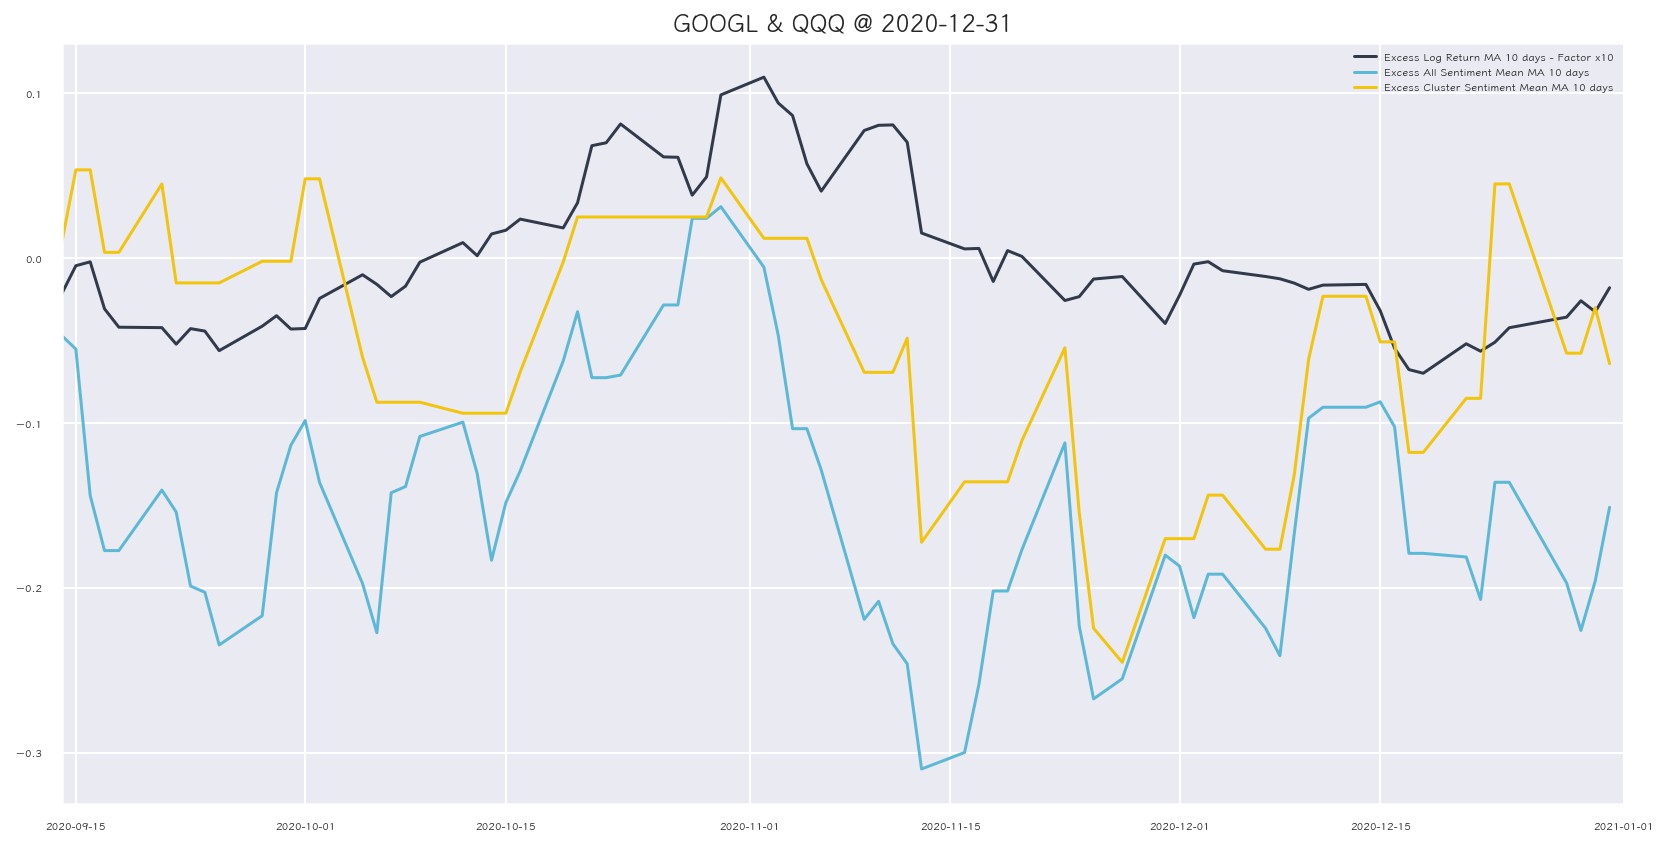 GOOGL & QQQ @ 2020-12-31
Excess Log Return MA 10 days - Factor x10
Excess All Sentiment Mean MA 10 days
Excess Cluster Sentiment Mean MA 10 days
0.1
0.0
−0.1
−0.2
−0.3
2020-09-15 2020-10-01 2020-10-15 2020-11-01 2020-11-15 2020-12-01 2020-12-15 2021-01-01